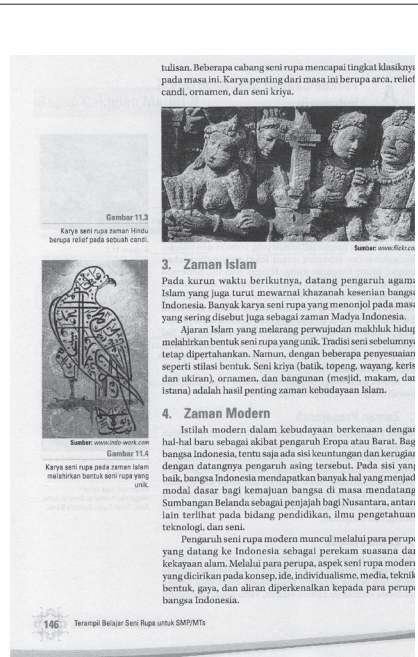 tulisan. Beberapa cabang seni rupa mencapai tingkat klasiknya
pada masa ini. Karya penting dari masa ini berupa arca, relief
candi, ornamen, dan seni kriya.
Gambar 11.3
Karya seni rupa zaman Hindu
berupa relief pada sebuah candi.
Sumber: www.flickr.co
3. Zaman Islam
Pada kurun waktu berikutnya, datang pengaruh agama
Islam yang juga turut mewarnai khazanah kesenian bangsa
Indonesia. Banyak karya seni rupa yang menonjol pada masa
yang sering disebut juga sebagai zaman Madya Indonesia.
Ajaran Islam yang melarang perwujudan makhluk hidup
melahirkan bentuk seni rupa yang unik. Tradisi seni sebelumnya
tetap dipertahankan. Namun, dengan beberapa penyesuaian
seperti stilasi bentuk. Seni kriya (batik, topeng, wayang, keris
dan ukiran), ornamen, dan bangunan (mesjid, makam, dan
istana) adalah hasil penting zaman kebudayaan Islam.
Sumber: www.indo-work.com
Gambar 11.4
Karya seni rupa pada zaman Islam
melahirkan bentuk seni rupa yang
unik.
4. Zaman Modern
Istilah modern dalam kebudayaan berkenaan dengan
hal-hal baru sebagai akibat pengaruh Eropa atau Barat. Bagi
bangsa Indonesia, tentu saja ada sisi keuntungan dan kerugian
dengan datangnya pengaruh asing tersebut. Pada sisi yang
baik, bangsa Indonesia mendapatkan banyak hal yang menjadi
modal dasar bagi kemajuan bangsa di masa mendatang
Sumbangan Belanda sebagai penjajah bagi Nusantara, antara
lain terlihat pada bidang pendidikan, ilmu pengetahuan
teknologi, dan seni.
Pengaruh seni rupa modern muncul melalui para perupa
yang datang ke Indonesia sebagai perekam suasana dan
kekayaan alam. Melalui para perupa, aspek seni rupa modern
yang dicirikan pada konsep, ide, individualisme, media, teknik
bentuk, gaya, dan aliran diperkenalkan kepada para perupa
bangsa Indonesia.
146 Terampil Belajar Seni Rupa untuk SMP/MTs